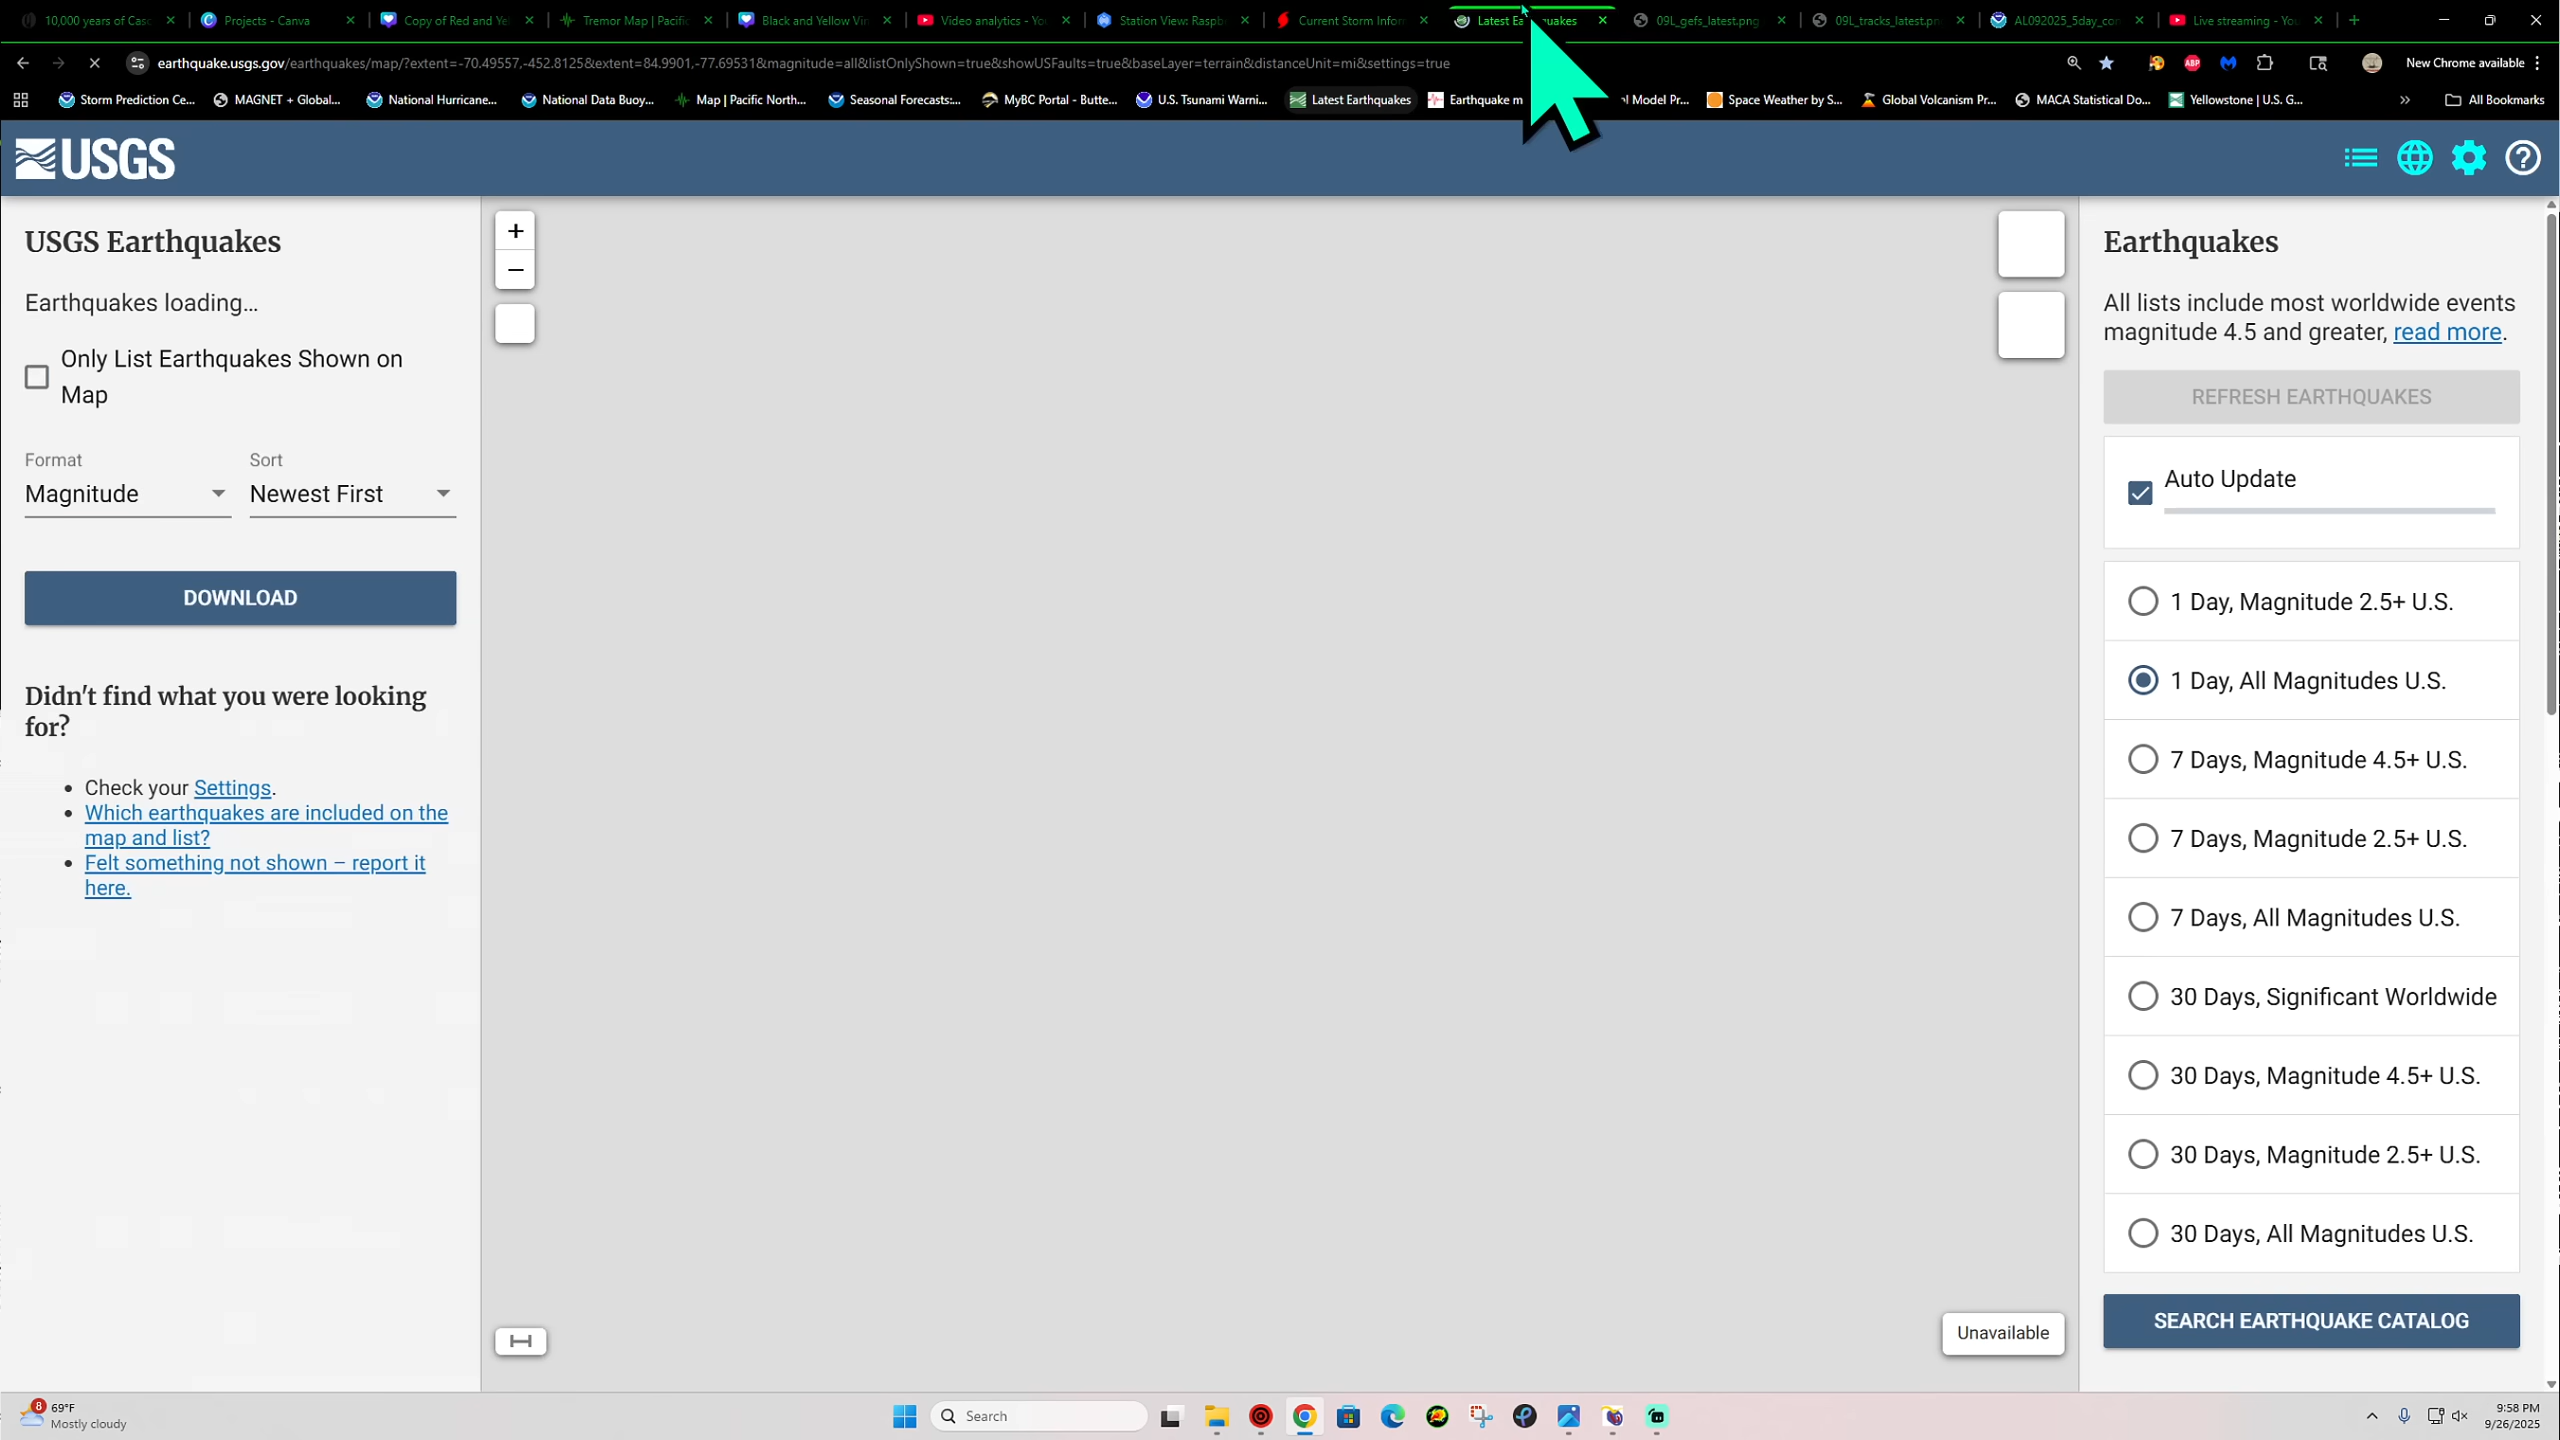 10,000 years of Casc
Projects - Canva
Copy of Red and Yel
Tremor Map | Pacific
Black and Yellow Vin
Video analytics - Yo
Station View: Raspb
Current Storm Infor
Latest Ea quakes
09L_gefs_latest.png
09L_tracks_latest.pn
AL092025_5day_con
Live streaming - You
earthquake.usgs.gov/earthquakes/map/?extent=-70.49557,-452.8125&extent=84.9901,-77.69531&magnitude=all&listOnlyShown=true&showUSFaults=true&baseLayer=terrain&distanceUnit=mi&settings=true
ABP
New Chrome available
Storm Prediction Ce...
MAGNET + Global...
National Hurricane...
National Data Buoy...
Map | Pacific North...
Seasonal Forecasts:...
MyBC Portal - Butte...
U.S. Tsunami Warni...
Latest Earthquakes
Earthquake m
l Model Pr...
Space Weather by S...
Global Volcanism Pr...
MACA Statistical Do...
Yellowstone | U.S. G...
All Bookmarks
USGS
USGS Earthquakes
Earthquakes loading...
Only List Earthquakes Shown on
Map
Format
Sort
Magnitude
Newest First
DOWNLOAD
Didn't find what you were looking
for?
Check your Settings.
Which earthquakes are included on the
map and list?
Felt something not shown – report it
here.
+
−
Unavailable
Earthquakes
All lists include most worldwide events
magnitude 4.5 and greater, read more.
REFRESH EARTHQUAKES
Auto Update
1 Day, Magnitude 2.5+ U.S.
1 Day, All Magnitudes U.S.
7 Days, Magnitude 4.5+ U.S.
7 Days, Magnitude 2.5+ U.S.
7 Days, All Magnitudes U.S.
30 Days, Significant Worldwide
30 Days, Magnitude 4.5+ U.S.
30 Days, Magnitude 2.5+ U.S.
30 Days, All Magnitudes U.S.
SEARCH EARTHQUAKE CATALOG
8
69°F
Mostly cloudy
Search
9:58 PM
9/26/2025